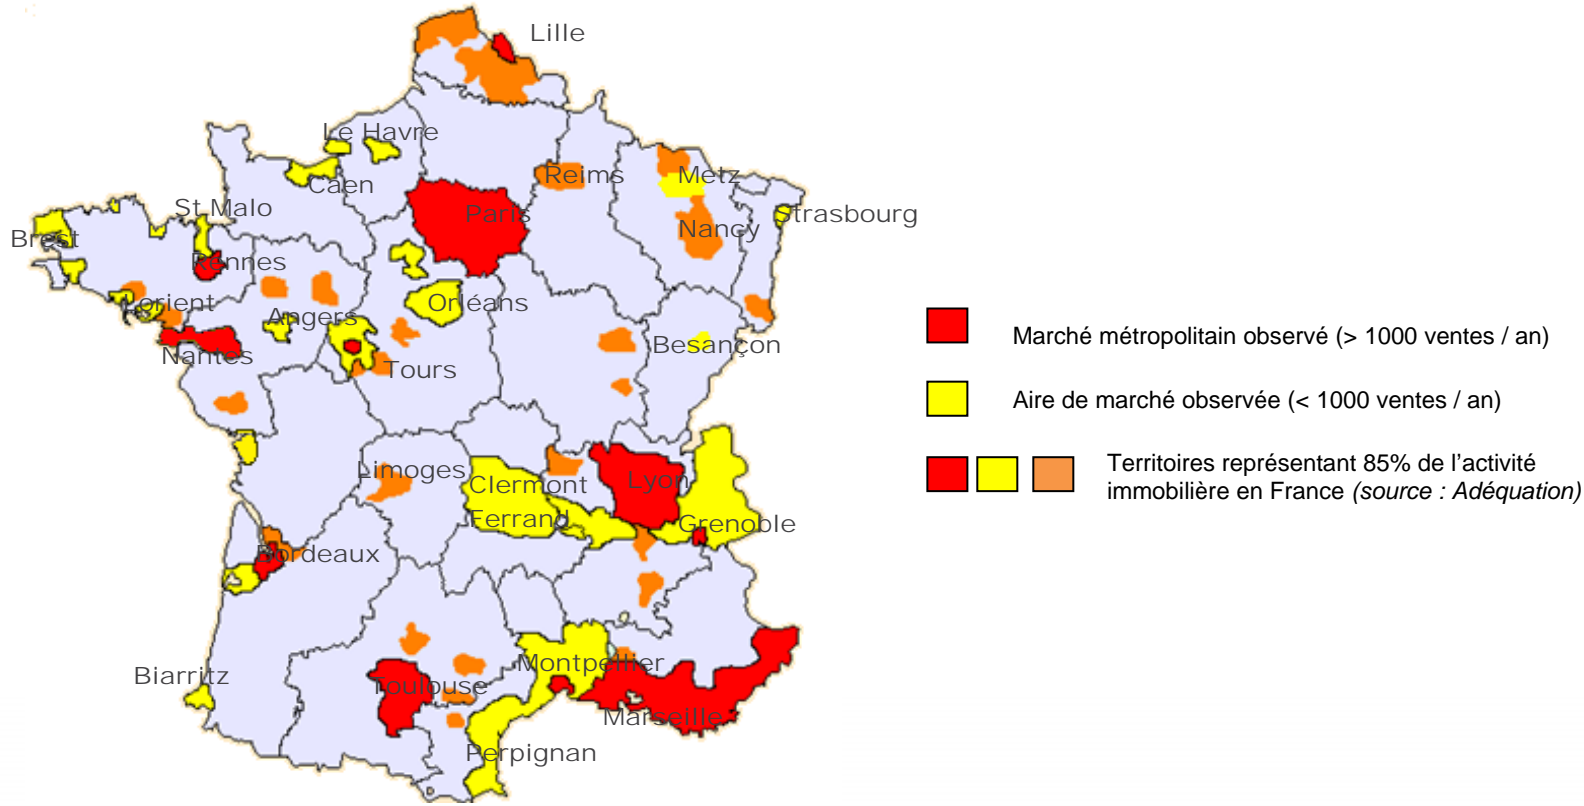 Lille
Le Havre
Caen
Reims
Metz
St Malo
Paris
Strasbourg
Brest
Nancy
Rennes
Lorient
Angers
Orléans
Nantes
Tours
Besançon
Limoges
Clermont
Ferrand
Lyon
Grenoble
Bordeaux
Biarritz
Toulouse
Montpellier
Marseille
Perpignan
Marché métropolitain observé (> 1000 ventes / an)
Aire de marché observée (< 1000 ventes / an)
Territoires représentant 85% de l’activité
immobilière en France (source : Adéquation)